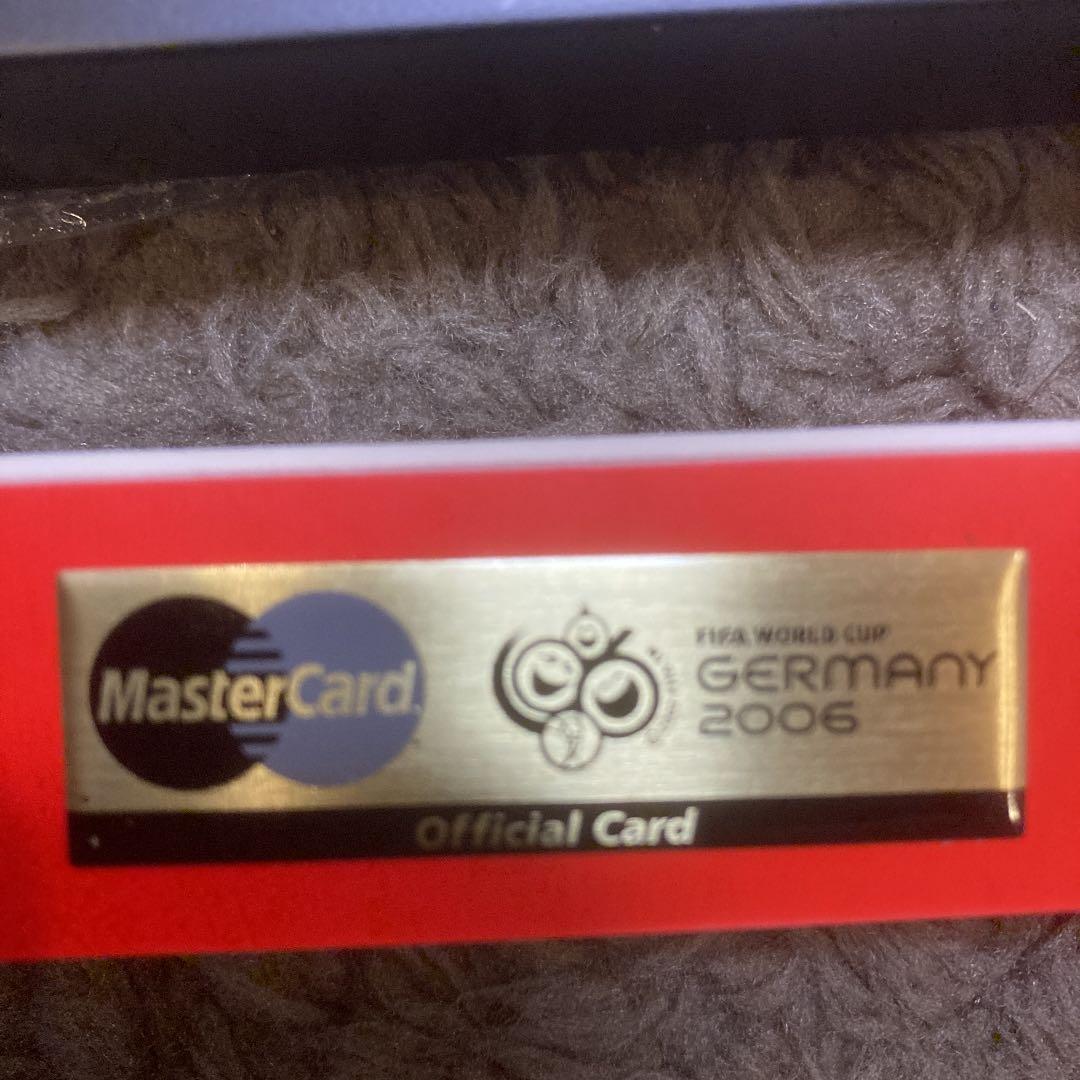 MasterCard
FIFA WORLD CUP
GERMANY
2006
Official Card